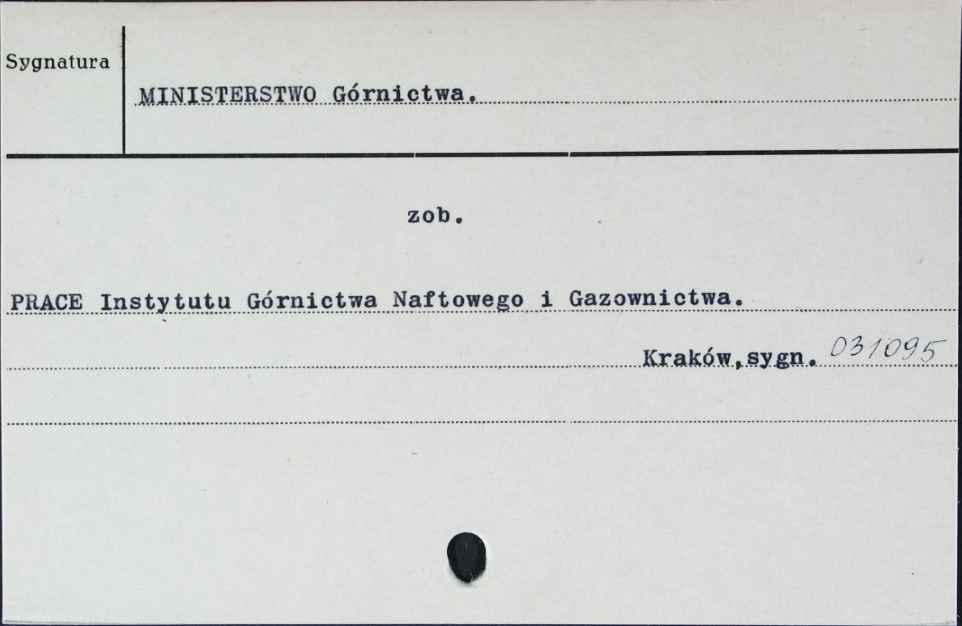 Sygnatura
MINISTERSTWO Górnictwa.
zob.
PRACE Instytutu Górnictwa Naftowego i Gazownictwa.
Kraków,sygn. 031095